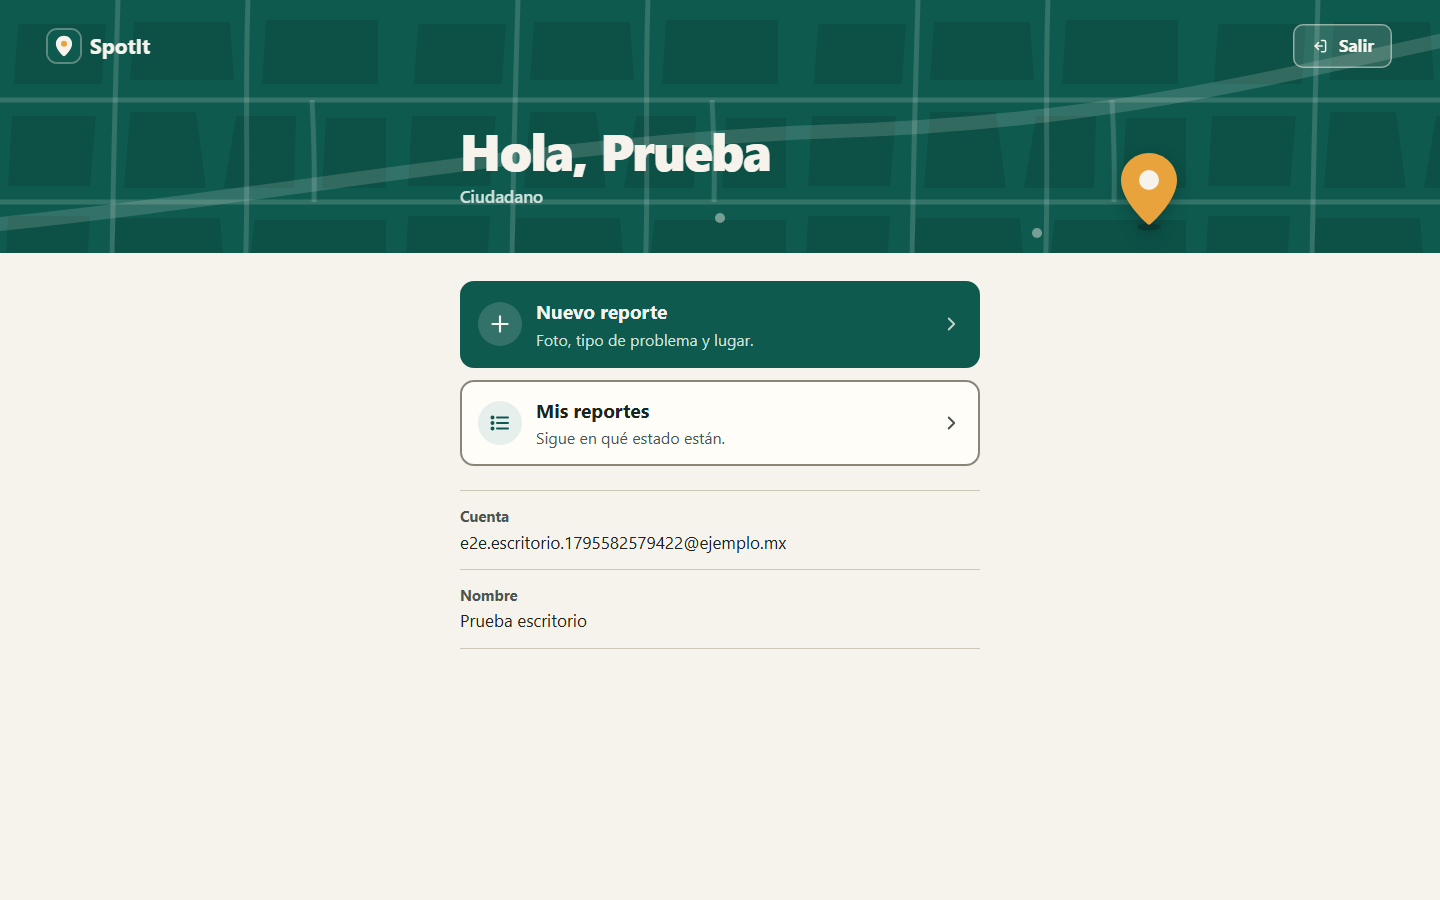 SpotIt
Salir
Hola, Prueba
Ciudadano
Nuevo reporte
Foto, tipo de problema y lugar.
Mis reportes
Sigue en qué estado están.
Cuenta
e2e.escritorio.1795582579422@ejemplo.mx
Nombre
Prueba escritorio